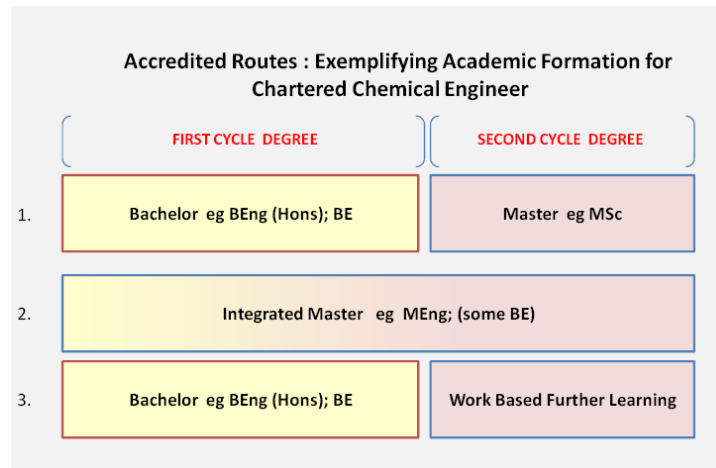 Accredited Routes : Exemplifying Academic Formation for
Chartered Chemical Engineer
FIRST CYCLE DEGREE
SECOND CYCLE DEGREE
1.
Bachelor eg BEng (Hons); BE
Master eg MSc
2.
Integrated Master eg MEng; (some BE)
3.
Bachelor eg BEng (Hons); BE
Work Based Further Learning